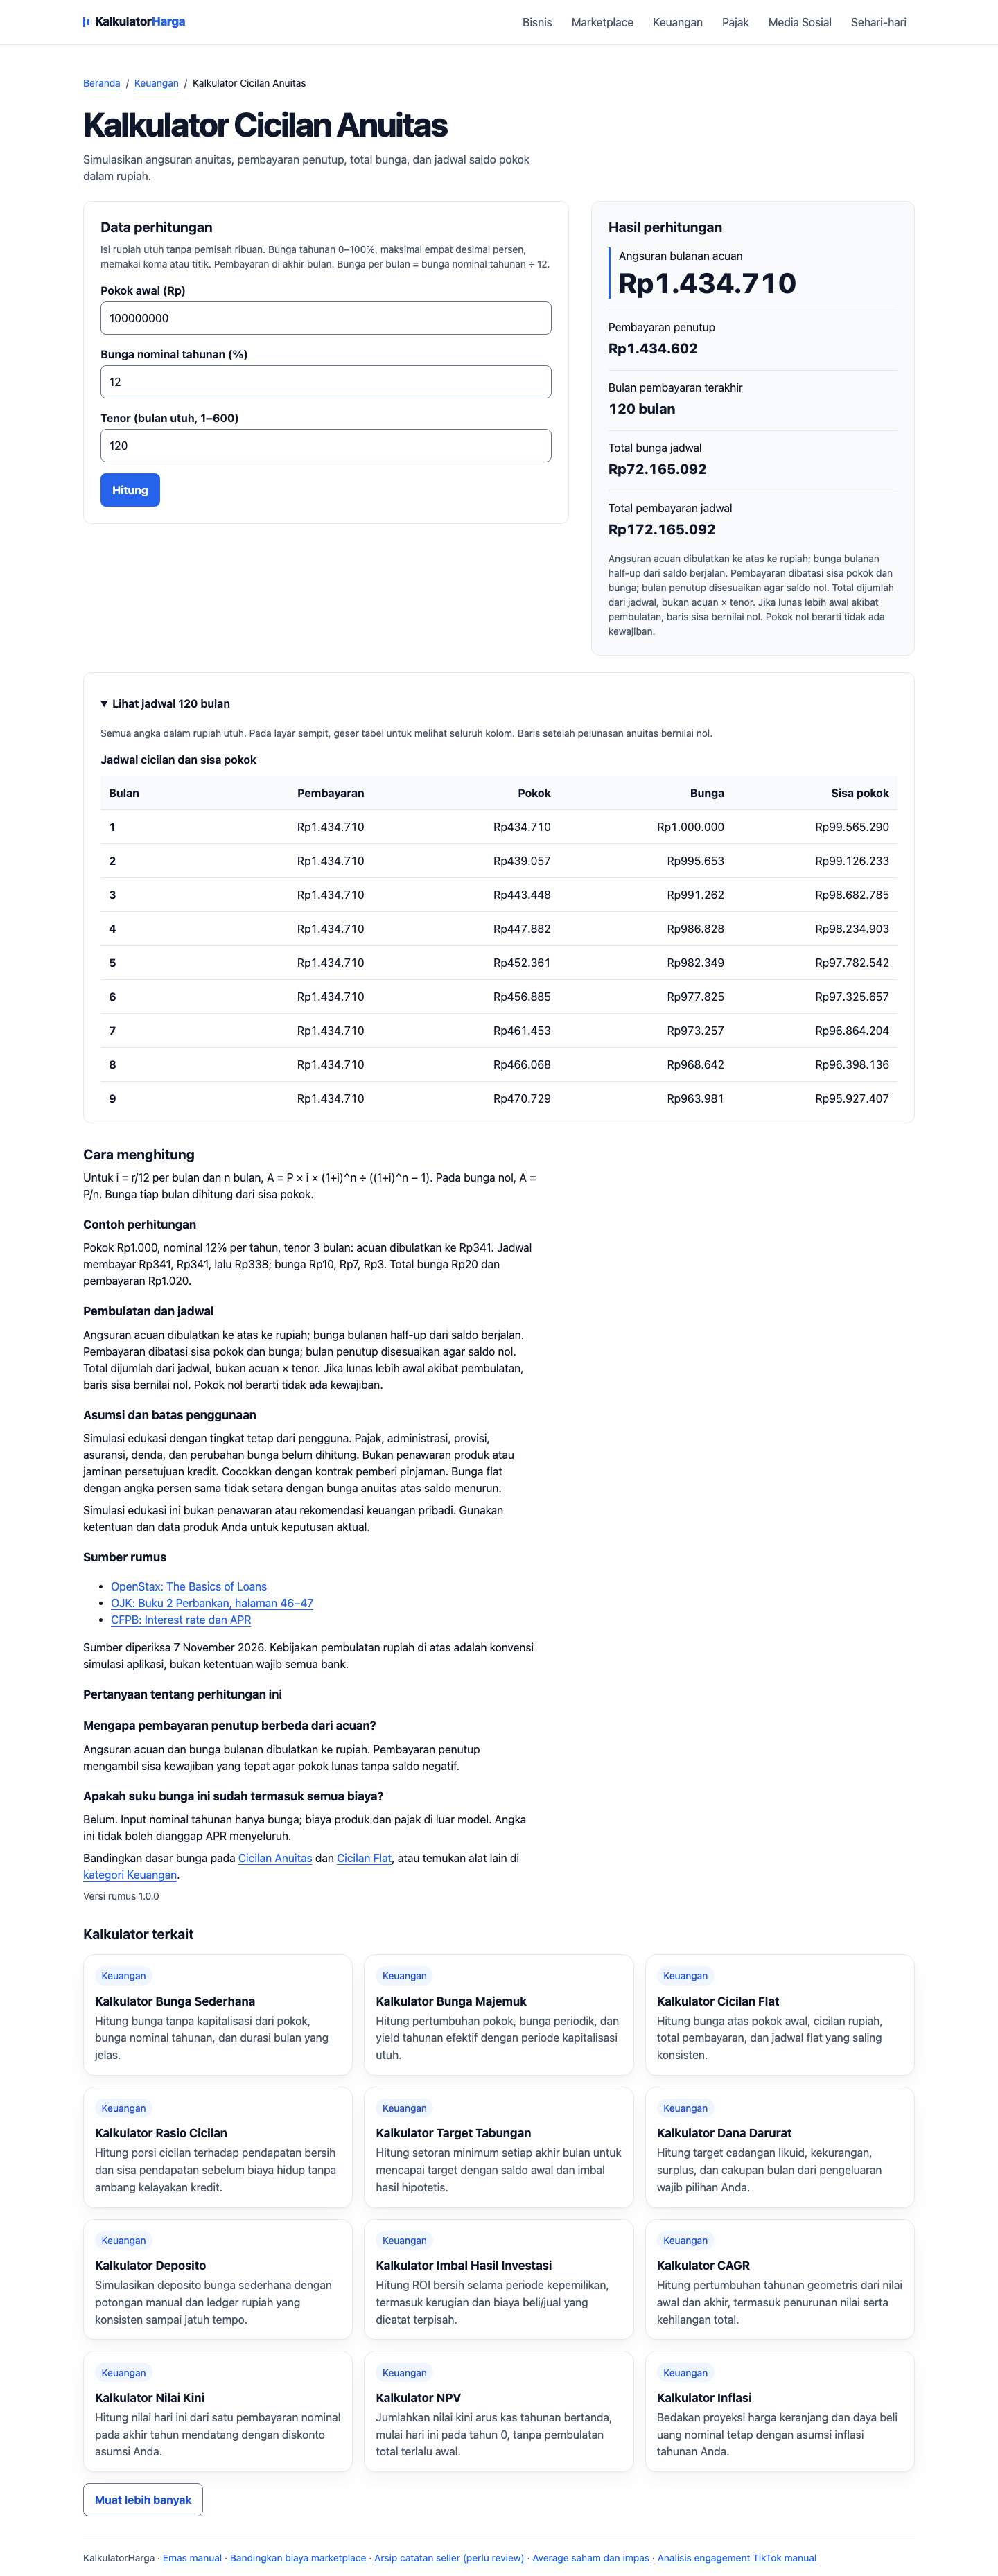 KalkulatorHarga
Bisnis Marketplace Keuangan Pajak Media Sosial Sehari-hari
Beranda / Keuangan / Kalkulator Cicilan Anuitas
Kalkulator Cicilan Anuitas
Simulasikan angsuran anuitas, pembayaran penutup, total bunga, dan jadwal saldo pokok
dalam rupiah.
Data perhitungan
Isi rupiah utuh tanpa pemisah ribuan. Bunga tahunan 0–100%, maksimal empat desimal persen,
memakai koma atau titik. Pembayaran di akhir bulan. Bunga per bulan = bunga nominal tahunan ÷ 12.
Pokok awal (Rp)
100000000
Bunga nominal tahunan (%)
12
Tenor (bulan utuh, 1–600)
120
Hitung
Hasil perhitungan
Angsuran bulanan acuan
Rp1.434.710
Pembayaran penutup
Rp1.434.602
Bulan pembayaran terakhir
120 bulan
Total bunga jadwal
Rp72.165.092
Total pembayaran jadwal
Rp172.165.092
Angsuran acuan dibulatkan ke atas ke rupiah; bunga bulanan
half-up dari saldo berjalan. Pembayaran dibatasi sisa pokok dan
bunga; bulan penutup disesuaikan agar saldo nol. Total dijumlah
dari jadwal, bukan acuan × tenor. Jika lunas lebih awal akibat
pembulatan, baris sisa bernilai nol. Pokok nol berarti tidak ada
kewajiban.
▼ Lihat jadwal 120 bulan
Semua angka dalam rupiah utuh. Pada layar sempit, geser tabel untuk melihat seluruh kolom. Baris setelah pelunasan anuitas bernilai nol.
Jadwal cicilan dan sisa pokok
Bulan Pembayaran Pokok Bunga Sisa pokok
1 Rp1.434.710 Rp434.710 Rp1.000.000 Rp99.565.290
2 Rp1.434.710 Rp439.057 Rp995.653 Rp99.126.233
3 Rp1.434.710 Rp443.448 Rp991.262 Rp98.682.785
4 Rp1.434.710 Rp447.882 Rp986.828 Rp98.234.903
5 Rp1.434.710 Rp452.361 Rp982.349 Rp97.782.542
6 Rp1.434.710 Rp456.885 Rp977.825 Rp97.325.657
7 Rp1.434.710 Rp461.453 Rp973.257 Rp96.864.204
8 Rp1.434.710 Rp466.068 Rp968.642 Rp96.398.136
9 Rp1.434.710 Rp470.729 Rp963.981 Rp95.927.407
Cara menghitung
Untuk i = r/12 per bulan dan n bulan, A = P × i × (1+i)^n ÷ ((1+i)^n − 1). Pada bunga nol, A =
P/n. Bunga tiap bulan dihitung dari sisa pokok.
Contoh perhitungan
Pokok Rp1.000, nominal 12% per tahun, tenor 3 bulan: acuan dibulatkan ke Rp341. Jadwal
membayar Rp341, Rp341, lalu Rp338; bunga Rp10, Rp7, Rp3. Total bunga Rp20 dan
pembayaran Rp1.020.
Pembulatan dan jadwal
Angsuran acuan dibulatkan ke atas ke rupiah; bunga bulanan half-up dari saldo berjalan.
Pembayaran dibatasi sisa pokok dan bunga; bulan penutup disesuaikan agar saldo nol.
Total dijumlah dari jadwal, bukan acuan × tenor. Jika lunas lebih awal akibat pembulatan,
baris sisa bernilai nol. Pokok nol berarti tidak ada kewajiban.
Asumsi dan batas penggunaan
Simulasi edukasi dengan tingkat tetap dari pengguna. Pajak, administrasi, provisi,
asuransi, denda, dan perubahan bunga belum dihitung. Bukan penawaran produk atau
jaminan persetujuan kredit. Cocokkan dengan kontrak pemberi pinjaman. Bunga flat
dengan angka persen sama tidak setara dengan bunga anuitas atas saldo menurun.
Simulasi edukasi ini bukan penawaran atau rekomendasi keuangan pribadi. Gunakan
ketentuan dan data produk Anda untuk keputusan aktual.
Sumber rumus
• OpenStax: The Basics of Loans
• OJK: Buku 2 Perbankan, halaman 46–47
• CFPB: Interest rate dan APR
Sumber diperiksa 7 November 2026. Kebijakan pembulatan rupiah di atas adalah konvensi
simulasi aplikasi, bukan ketentuan wajib semua bank.
Pertanyaan tentang perhitungan ini
Mengapa pembayaran penutup berbeda dari acuan?
Angsuran acuan dan bunga bulanan dibulatkan ke rupiah. Pembayaran penutup
mengambil sisa kewajiban yang tepat agar pokok lunas tanpa saldo negatif.
Apakah suku bunga ini sudah termasuk semua biaya?
Belum. Input nominal tahunan hanya bunga; biaya produk dan pajak di luar model. Angka
ini tidak boleh dianggap APR menyeluruh.
Bandingkan dasar bunga pada Cicilan Anuitas dan Cicilan Flat, atau temukan alat lain di
kategori Keuangan.
Versi rumus 1.0.0
Kalkulator terkait
Keuangan
Kalkulator Bunga Sederhana
Hitung bunga tanpa kapitalisasi dari pokok,
bunga nominal tahunan, dan durasi bulan yang
jelas.
Keuangan
Kalkulator Bunga Majemuk
Hitung pertumbuhan pokok, bunga periodik, dan
yield tahunan efektif dengan periode kapitalisasi
utuh.
Keuangan
Kalkulator Cicilan Flat
Hitung bunga atas pokok awal, cicilan rupiah,
total pembayaran, dan jadwal flat yang saling
konsisten.
Keuangan
Kalkulator Rasio Cicilan
Hitung porsi cicilan terhadap pendapatan bersih
dan sisa pendapatan sebelum biaya hidup tanpa
ambang kelayakan kredit.
Keuangan
Kalkulator Target Tabungan
Hitung setoran minimum setiap akhir bulan untuk
mencapai target dengan saldo awal dan imbal
hasil hipotetis.
Keuangan
Kalkulator Dana Darurat
Hitung target cadangan likuid, kekurangan,
surplus, dan cakupan bulan dari pengeluaran
wajib pilihan Anda.
Keuangan
Kalkulator Deposito
Simulasikan deposito bunga sederhana dengan
potongan manual dan ledger rupiah yang
konsisten sampai jatuh tempo.
Keuangan
Kalkulator Imbal Hasil Investasi
Hitung ROI bersih selama periode kepemilikan,
termasuk kerugian dan biaya beli/jual yang
dicatat terpisah.
Keuangan
Kalkulator CAGR
Hitung pertumbuhan tahunan geometris dari nilai
awal dan akhir, termasuk penurunan nilai serta
kehilangan total.
Keuangan
Kalkulator Nilai Kini
Hitung nilai hari ini dari satu pembayaran nominal
pada akhir tahun mendatang dengan diskonto
asumsi Anda.
Keuangan
Kalkulator NPV
Jumlahkan nilai kini arus kas tahunan bertanda,
mulai hari ini pada tahun 0, tanpa pembulatan
total terlalu awal.
Keuangan
Kalkulator Inflasi
Bedakan proyeksi harga keranjang dan daya beli
uang nominal tetap dengan asumsi inflasi
tahunan Anda.
Muat lebih banyak
KalkulatorHarga · Emas manual · Bandingkan biaya marketplace · Arsip catatan seller (perlu review) · Average saham dan impas · Analisis engagement TikTok manual